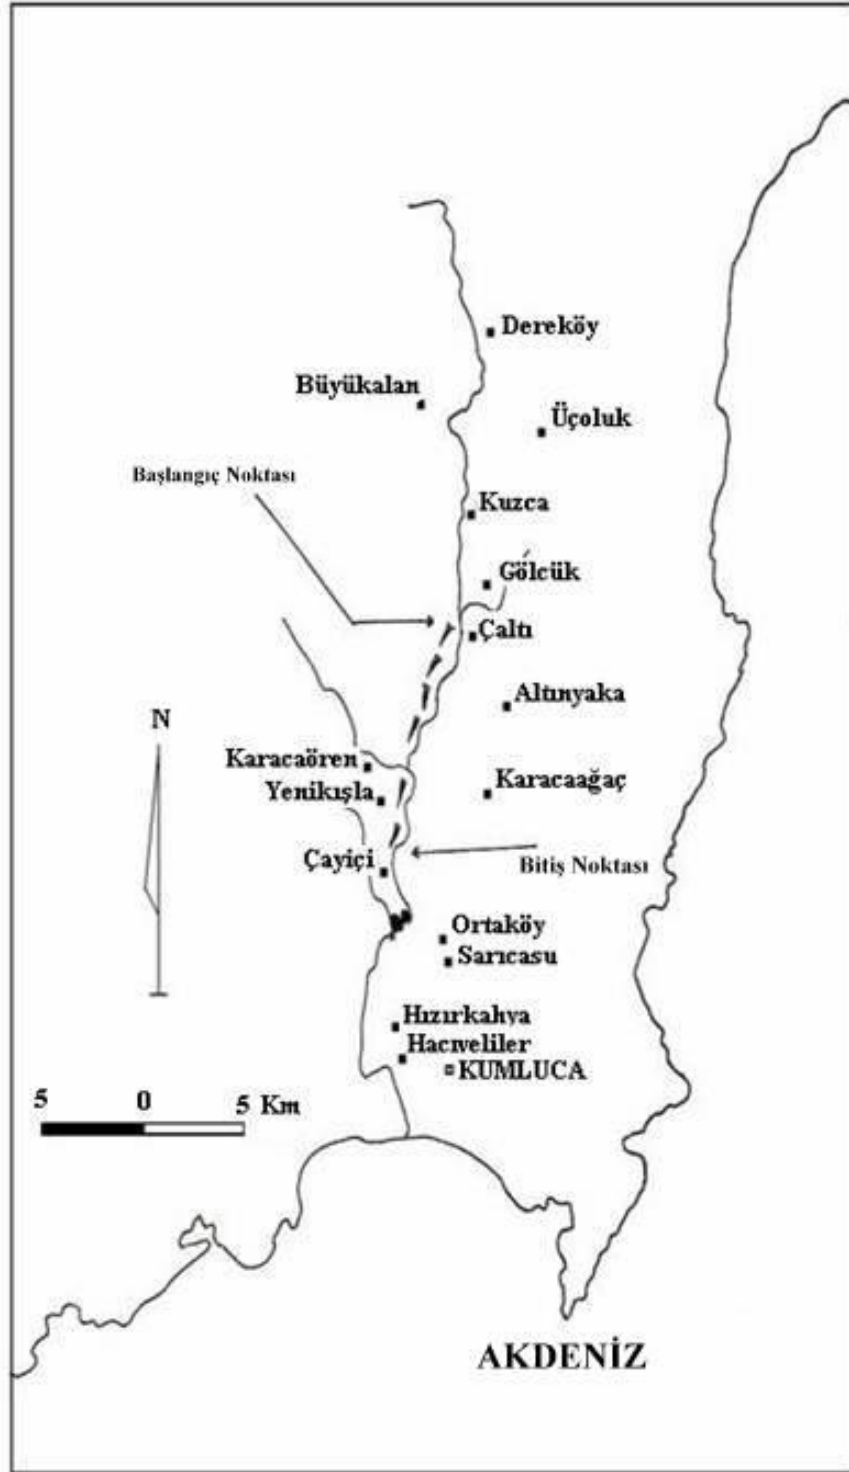 Dereköy
Büyükalan
Üçoluk
Başlangıç Noktası
Kuzca
Gölcük
Çaltı
Altınyaka
N
Karacaören
Yenikışla
Karacaağaç
Çayiçi
Bitiş Noktası
Ortaköy
Sarıcasu
Hızırkahya
Hacıveliler
KUMLUCA
5 0 5 Km
AKDENİZ